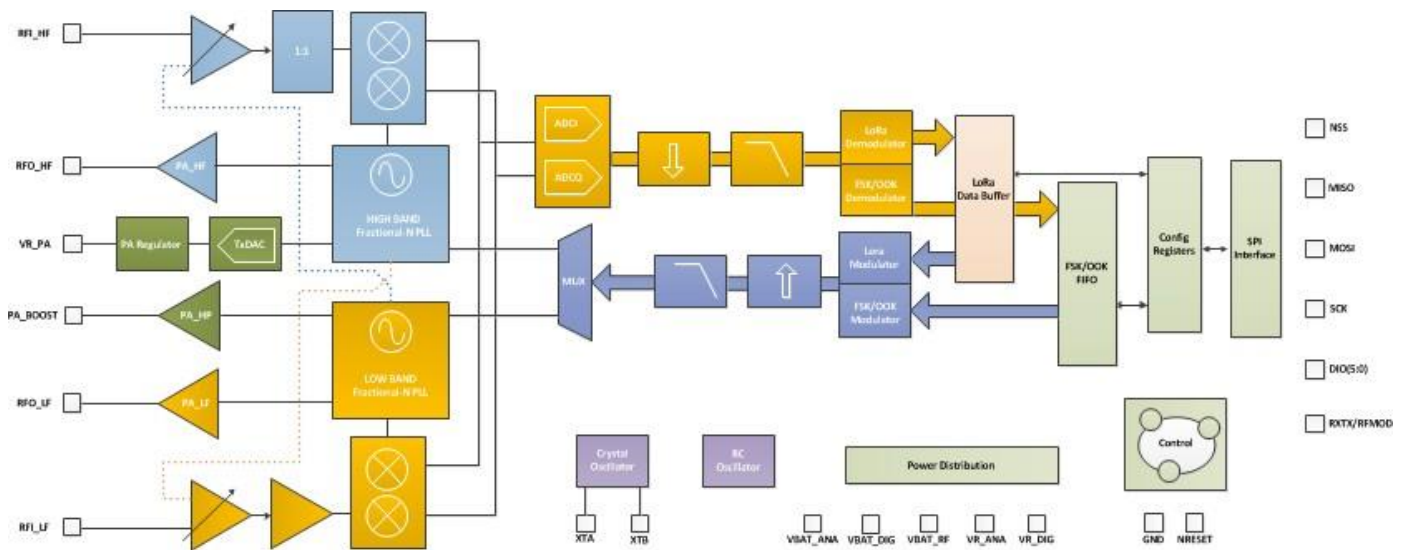 RFI_HF
1:1
ADCI
LoRa
Demodulator
NSS
RFO_HF
PA_HF
ADCQ
FSK/OOK
Demodulator
LoRa
Data Buffer
MISO
HIGH BAND
Fractional-N PLL
VR_PA
PA Regulator
TxDAC
Lora
Modulator
Config
Registers
SPI
Interface
MOSI
MUX
FSK/OOK
FIFO
PA_BOOST
PA_HP
FSK/OOK
Modulator
SCK
LOW BAND
Fractional-N PLL
DIO(5:0)
RFO_LF
PA_LF
RXTX/RFMOD
Crystal
Oscillator
RC
Oscillator
Power Distribution
Control
RFI_LF
XTA
XTB
VBAT_ANA
VBAT_DIG
VBAT_RF
VR_ANA
VR_DIG
GND
NRESET